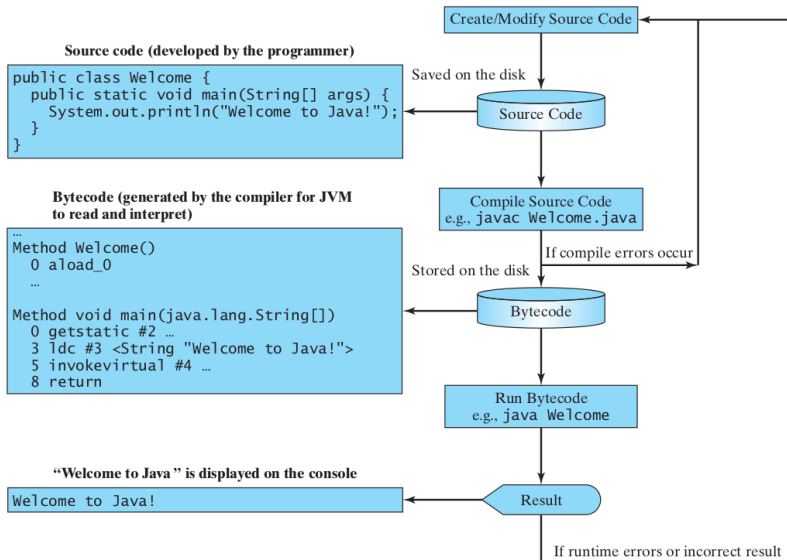 Create/Modify Source Code
Source code (developed by the programmer)
public class Welcome {
  public static void main(String[] args) {
    System.out.println("Welcome to Java!");
  }
}
Saved on the disk
Source Code
Compile Source Code
e.g., javac Welcome.java
If compile errors occur
Stored on the disk
Bytecode (generated by the compiler for JVM
to read and interpret)
…
Method Welcome()
  0 aload_0
  …
Method void main(java.lang.String[])
  0 getstatic #2 …
  3 ldc #3 <String "Welcome to Java!">
  5 invokevirtual #4 …
  8 return
Bytecode
Run Bytecode
e.g., java Welcome
“Welcome to Java” is displayed on the console
Welcome to Java!
Result
If runtime errors or incorrect result